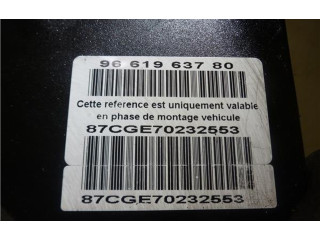 96 619 637 80
Cette reference est uniquement valable
en phase de montage vehicule
87CGE70232553
87CGE70232553